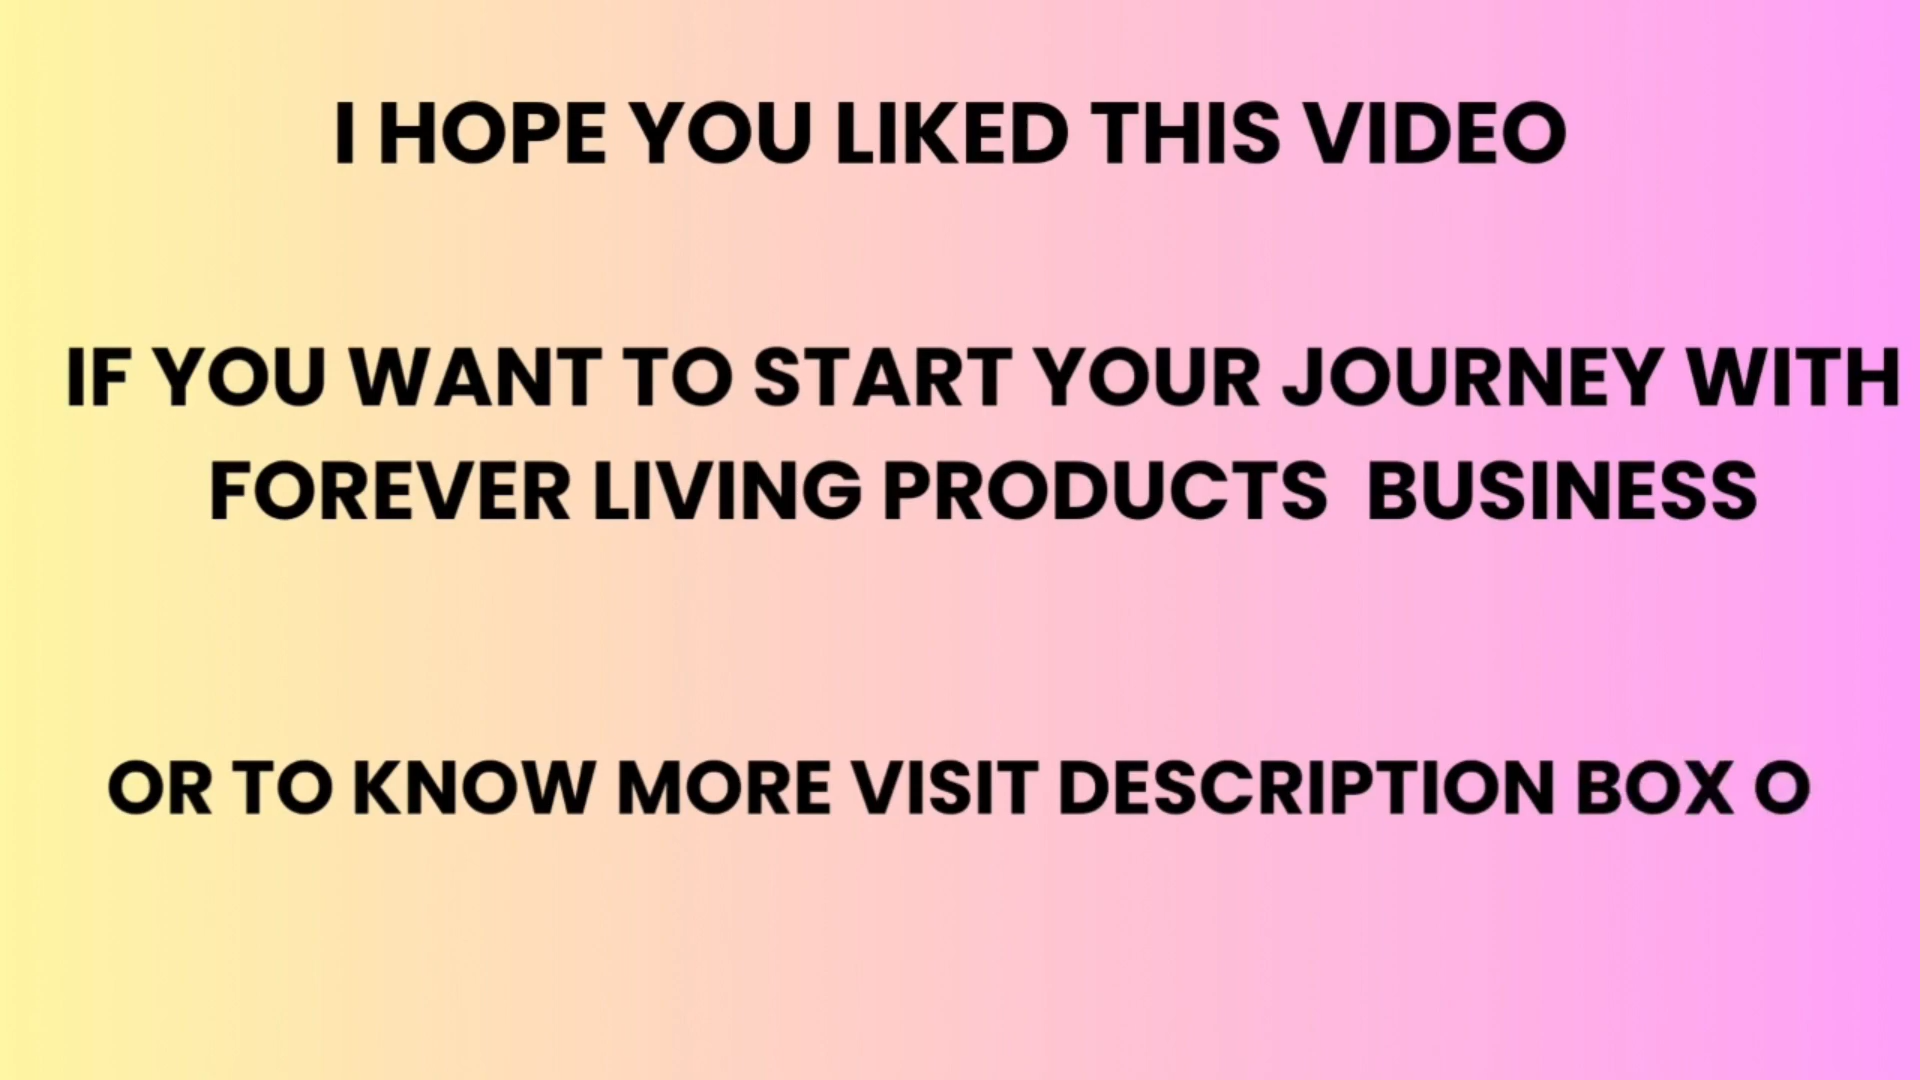 I HOPE YOU LIKED THIS VIDEO
IF YOU WANT TO START YOUR JOURNEY WITH
FOREVER LIVING PRODUCTS  BUSINESS
OR TO KNOW MORE VISIT DESCRIPTION BOX O